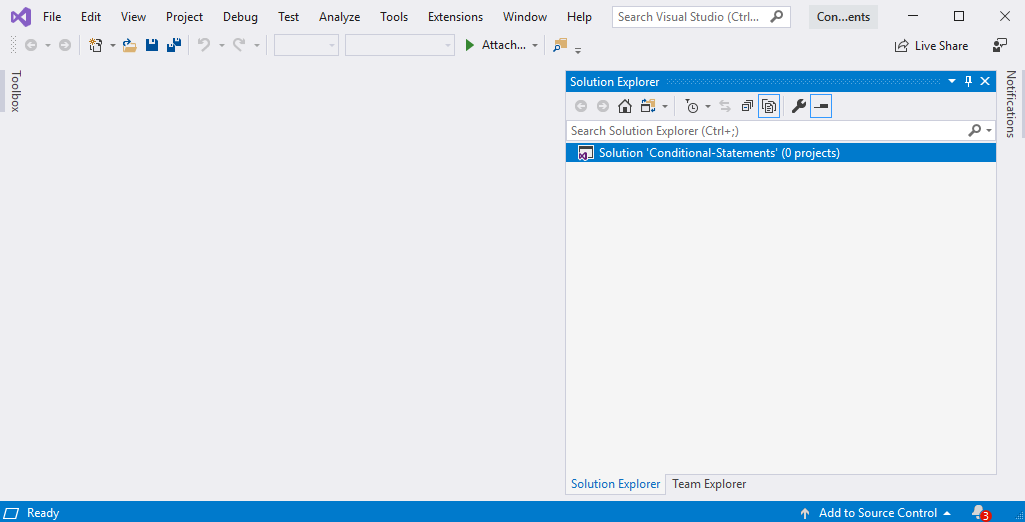 File Edit View Project Debug Test Analyze Tools Extensions Window Help Search Visual Studio (Ctrl... Con...ents
Attach... Live Share
Toolbox
Solution Explorer
Search Solution Explorer (Ctrl+;)
Solution 'Conditional-Statements' (0 projects)
Solution Explorer Team Explorer
Notifications
Ready Add to Source Control 3